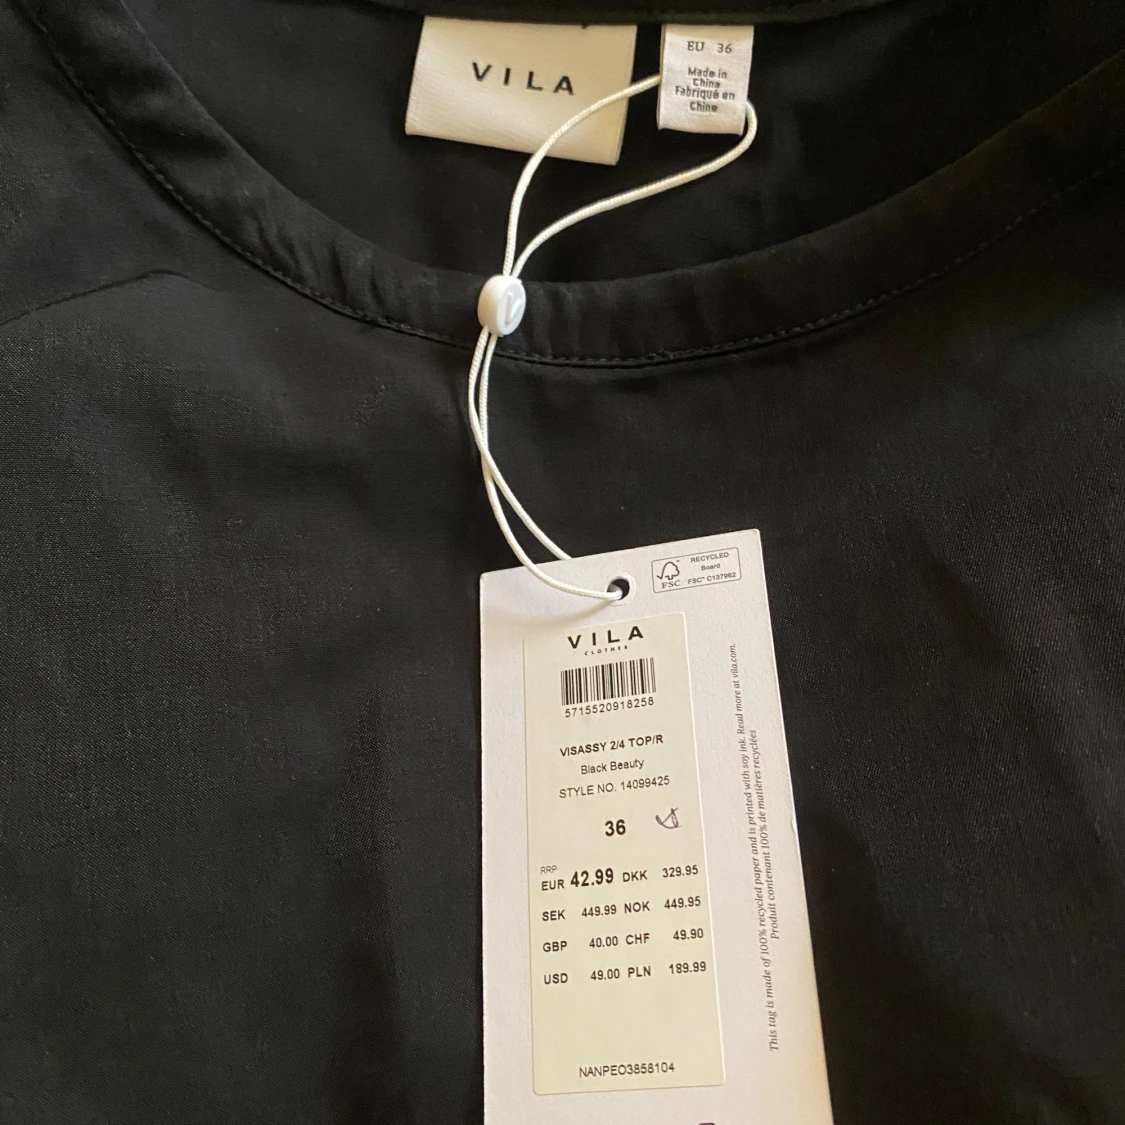 VILA
EU 36
Made in
China
Fabriqué en
Chine
RECYCLED
Board
FSC
FSC® C137962
VILA
CLOTHES
5715520918258
VISASSY 2/4 TOP/R
Black Beauty
STYLE NO. 14099425
36
RRP
EUR 42.99 DKK 329.95
SEK 449.99 NOK 449.95
GBP 40.00 CHF 49.90
USD 49.00 PLN 189.99
NANPEO3858104
This tag is made of 100% recycled paper and is printed with soy ink. Read more at vila.com.
Produit contenant 100% de matières recyclées